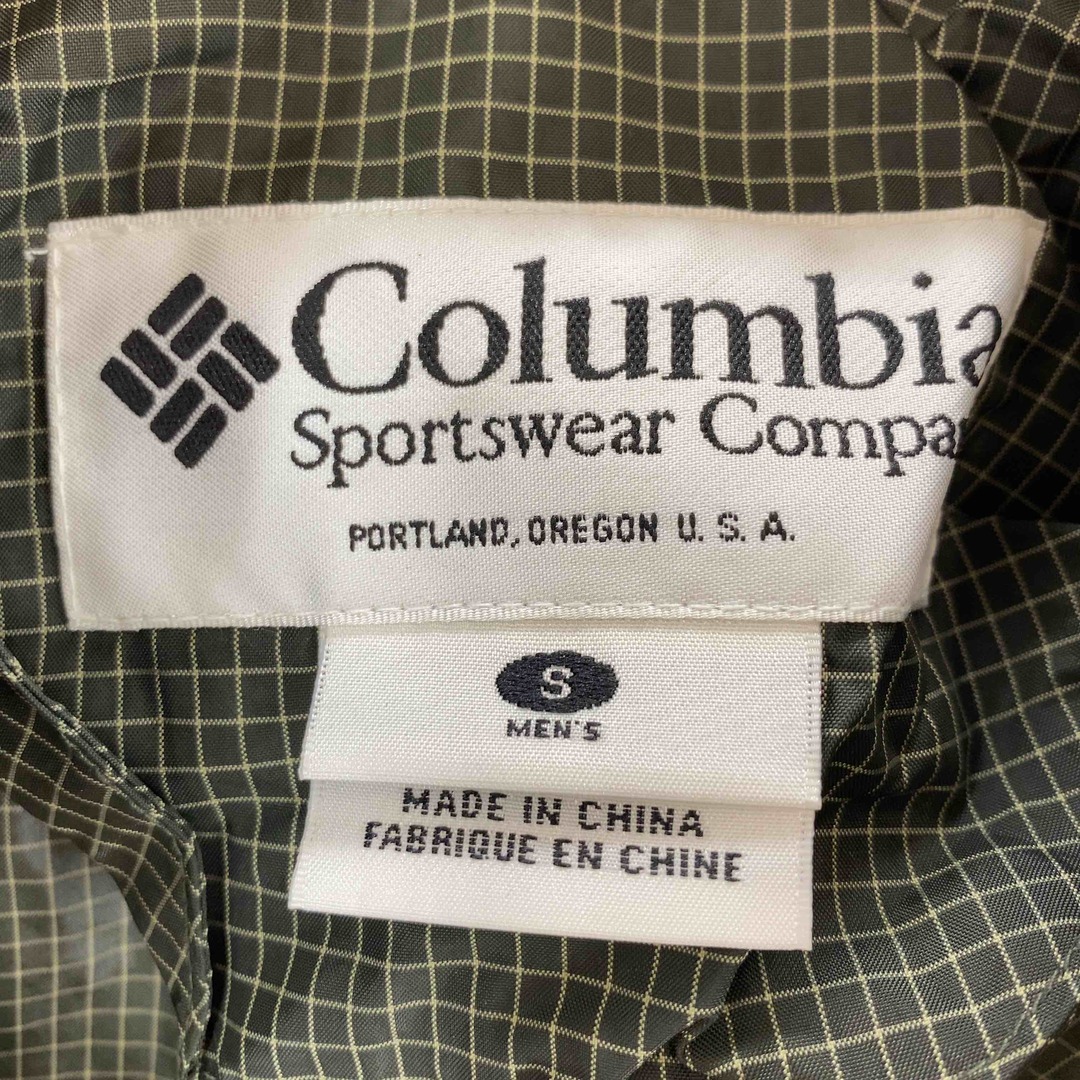 Columbia
Sportswear Compa
PORTLAND, OREGON U. S. A.
S
MEN'S
MADE IN CHINA
FABRIQUE EN CHINE